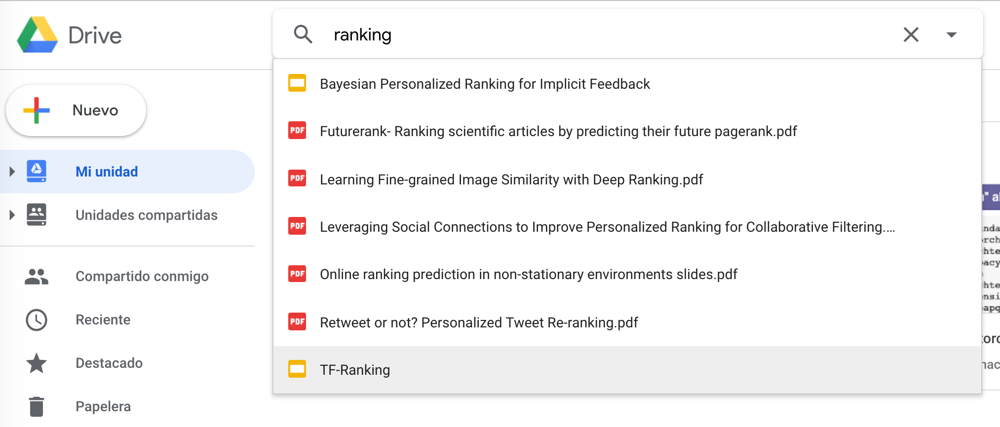 Drive
ranking
Nuevo
Mi unidad
Unidades compartidas
Compartido conmigo
Reciente
Destacado
Papelera
Bayesian Personalized Ranking for Implicit Feedback
PDF Futurerank- Ranking scientific articles by predicting their future pagerank.pdf
PDF Learning Fine-grained Image Similarity with Deep Ranking.pdf
PDF Leveraging Social Connections to Improve Personalized Ranking for Collaborative Filtering....
PDF Online ranking prediction in non-stationary environments slides.pdf
PDF Retweet or not? Personalized Tweet Re-ranking.pdf
TF-Ranking